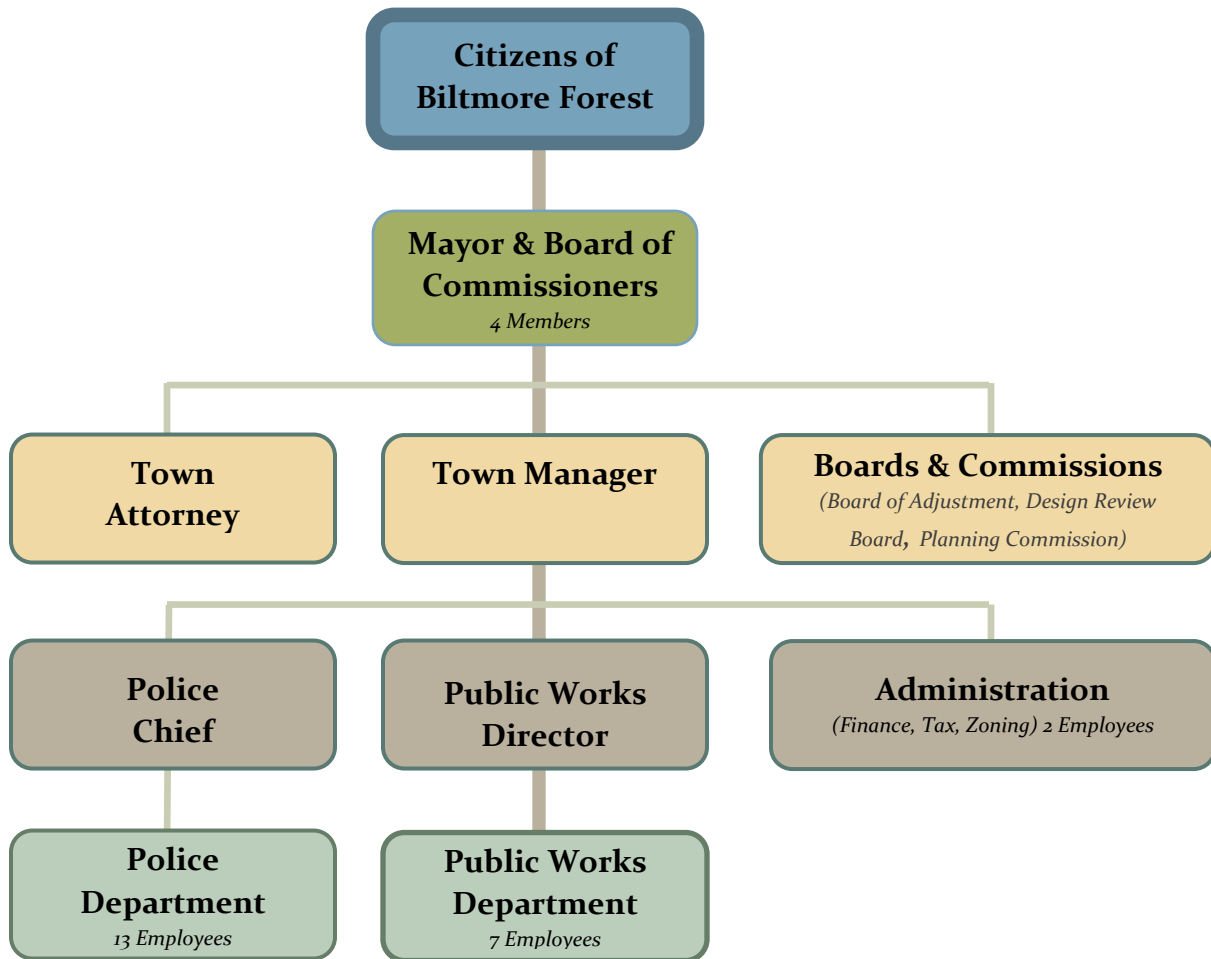 Citizens of
Biltmore Forest
Mayor & Board of
Commissioners
4 Members
Town
Attorney
Town Manager
Boards & Commissions
(Board of Adjustment, Design Review
Board, Planning Commission)
Police
Chief
Public Works
Director
Administration
(Finance, Tax, Zoning) 2 Employees
Police
Department
13 Employees
Public Works
Department
7 Employees